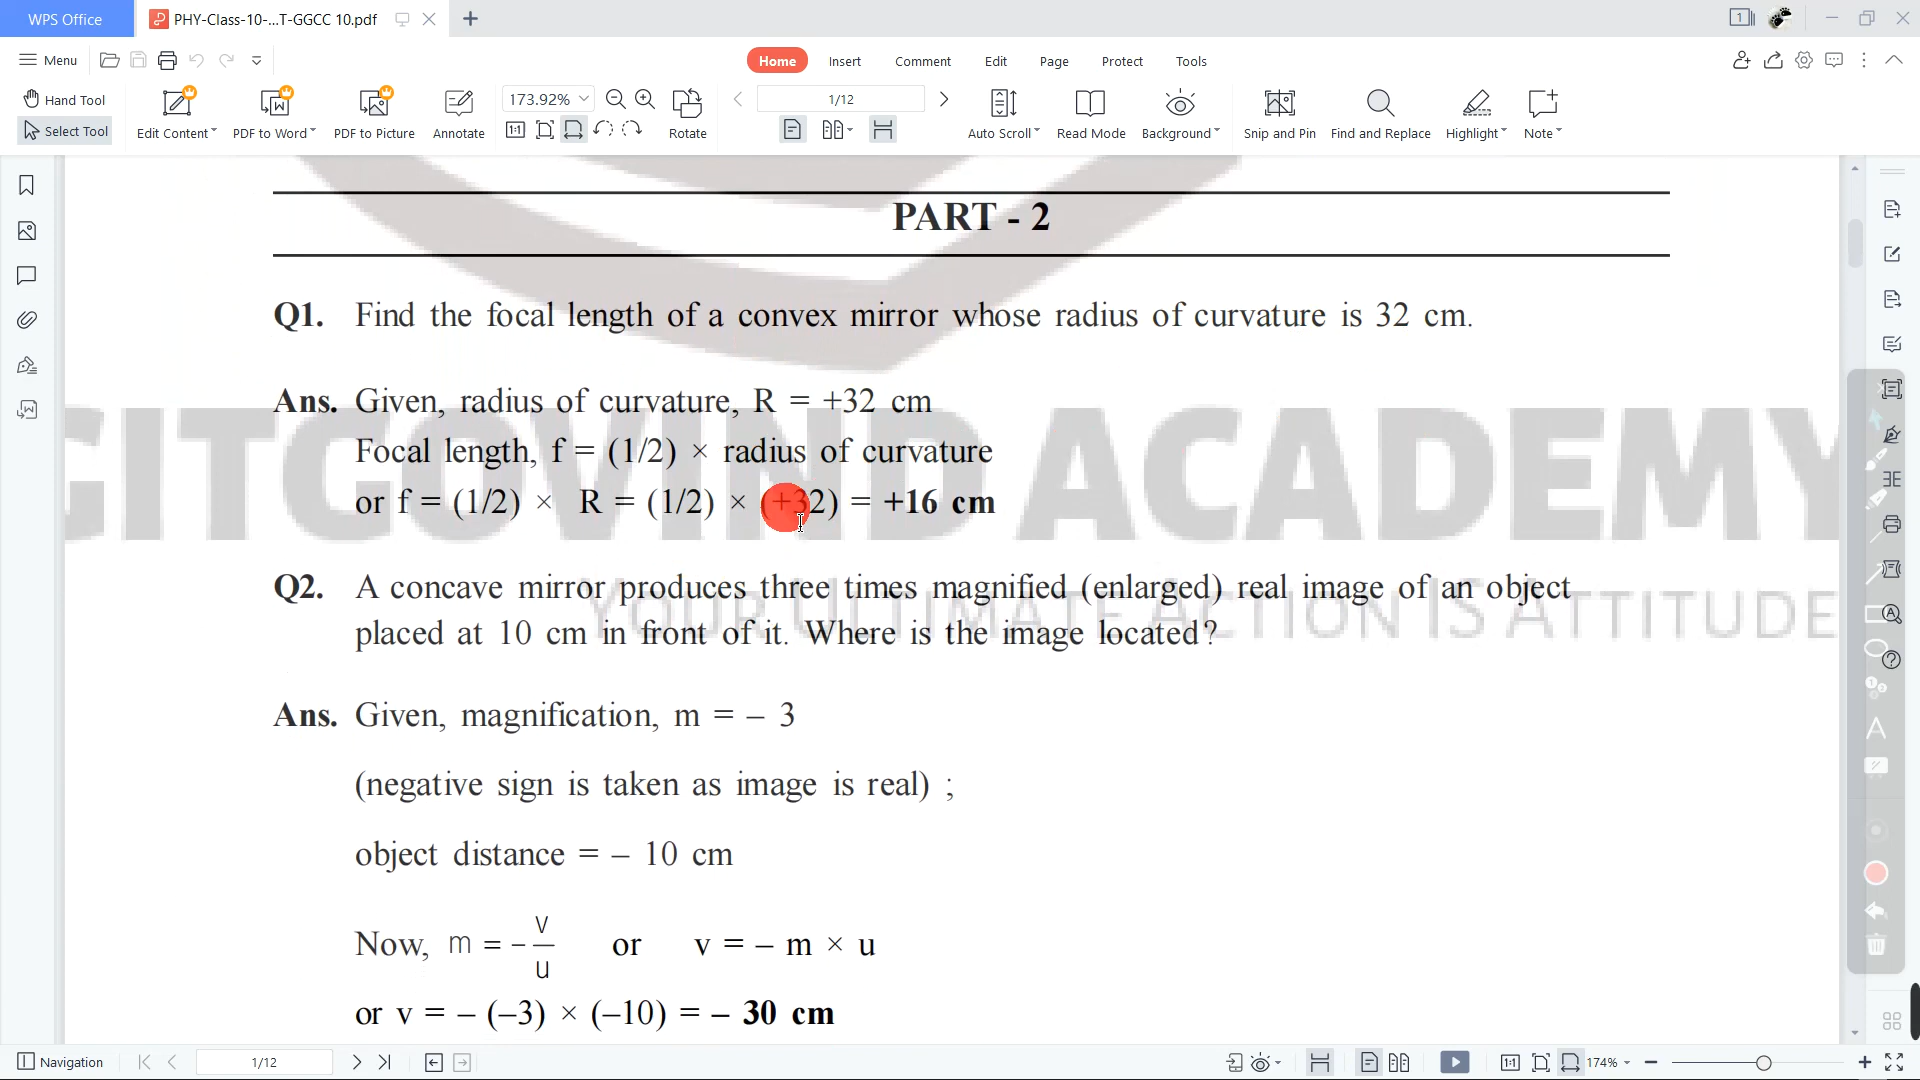 WPS Office
PHY-Class-10-...T-GGCC 10.pdf
Menu
Home Insert Comment Edit Page Protect Tools
Hand Tool
Select Tool
Edit Content
PDF to Word
PDF to Picture
Annotate
173.92%
Rotate
1/12
Auto Scroll
Read Mode
Background
Snip and Pin
Find and Replace
Highlight
Note
PART - 2
Q1. Find the focal length of a convex mirror whose radius of curvature is 32 cm.
Ans. Given, radius of curvature, R = +32 cm
Focal length, f = (1/2) × radius of curvature
or f = (1/2) × R = (1/2) × (+32) = +16 cm
GITGOVIND ACADEMY
Q2. A concave mirror produces three times magnified (enlarged) real image of an object
placed at 10 cm in front of it. Where is the image located?
YOUR ULTIMATE ACTION IS ATTITUDE
Ans. Given, magnification, m = – 3
(negative sign is taken as image is real) ;
object distance = – 10 cm
Now, m = - v/u or v = – m × u
or v = – (–3) × (–10) = – 30 cm
Navigation
1/12
174%